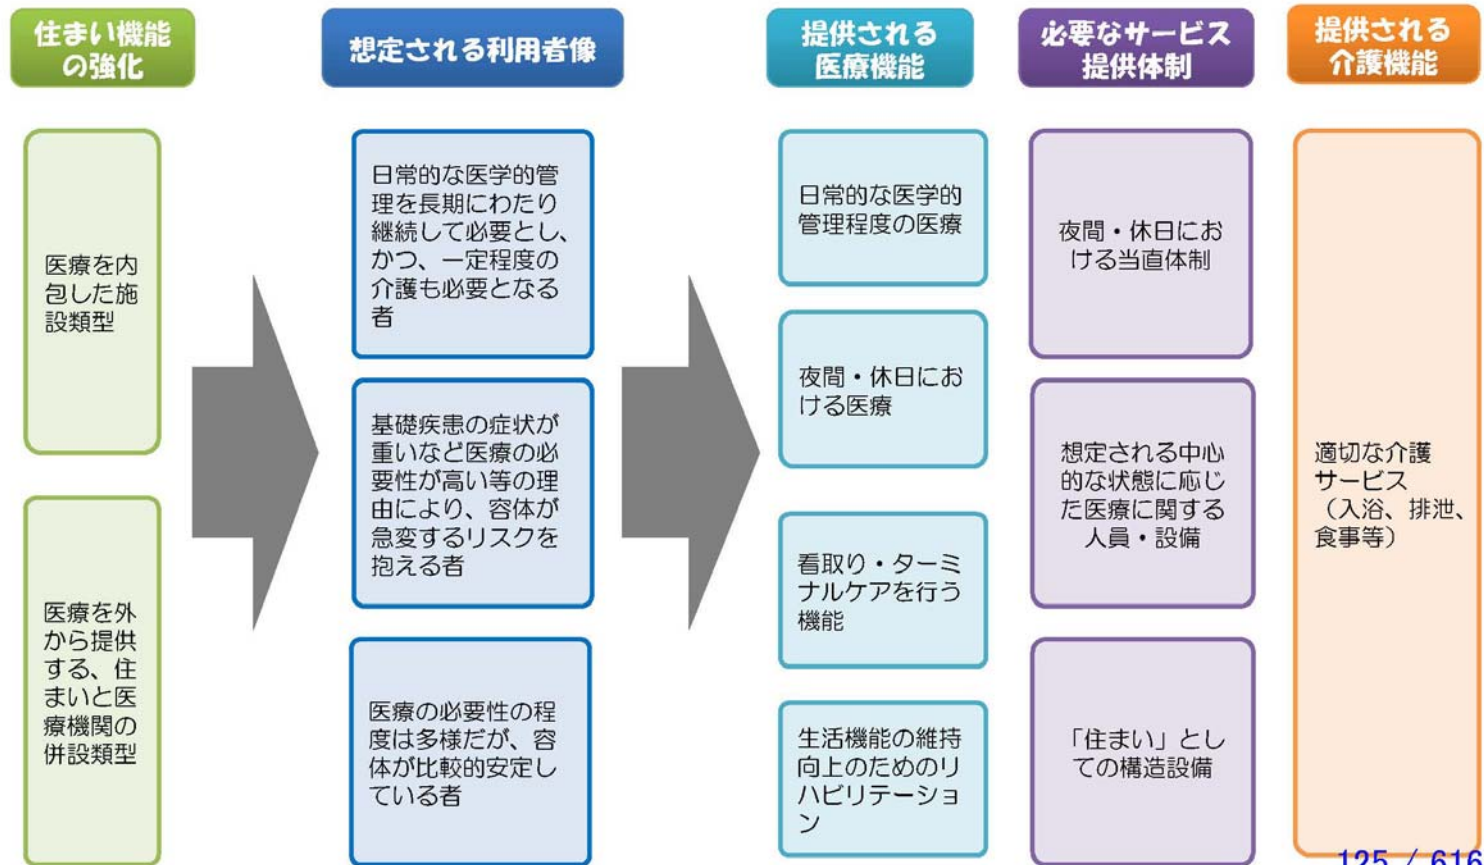 住まい機能
の強化
医療を内
包した施
設類型
医療を外
から提供
する、住
まいと医
療機関の
併設類型
想定される利用者像
日常的な医学的管
理を長期にわたり
継続して必要とし、
かつ、一定程度の
介護も必要となる
者
基礎疾患の症状が
重いなど医療の必
要性が高い等の理
由により、容体が
急変するリスクを
抱える者
医療の必要性の程
度は多様だが、容
体が比較的安定し
ている者
提供される
医療機能
日常的な医学的
管理程度の医療
夜間・休日にお
ける医療
看取り・ターミ
ナルケアを行う
機能
生活機能の維持
向上のためのリ
ハビリテーショ
ン
必要なサービス
提供体制
夜間・休日にお
ける当直体制
想定される中心
的な状態に応じ
た医療に関する
人員・設備
「住まい」とし
ての構造設備
提供される
介護機能
適切な介護
サービス
（入浴、排泄、
食事等）
125 / 616